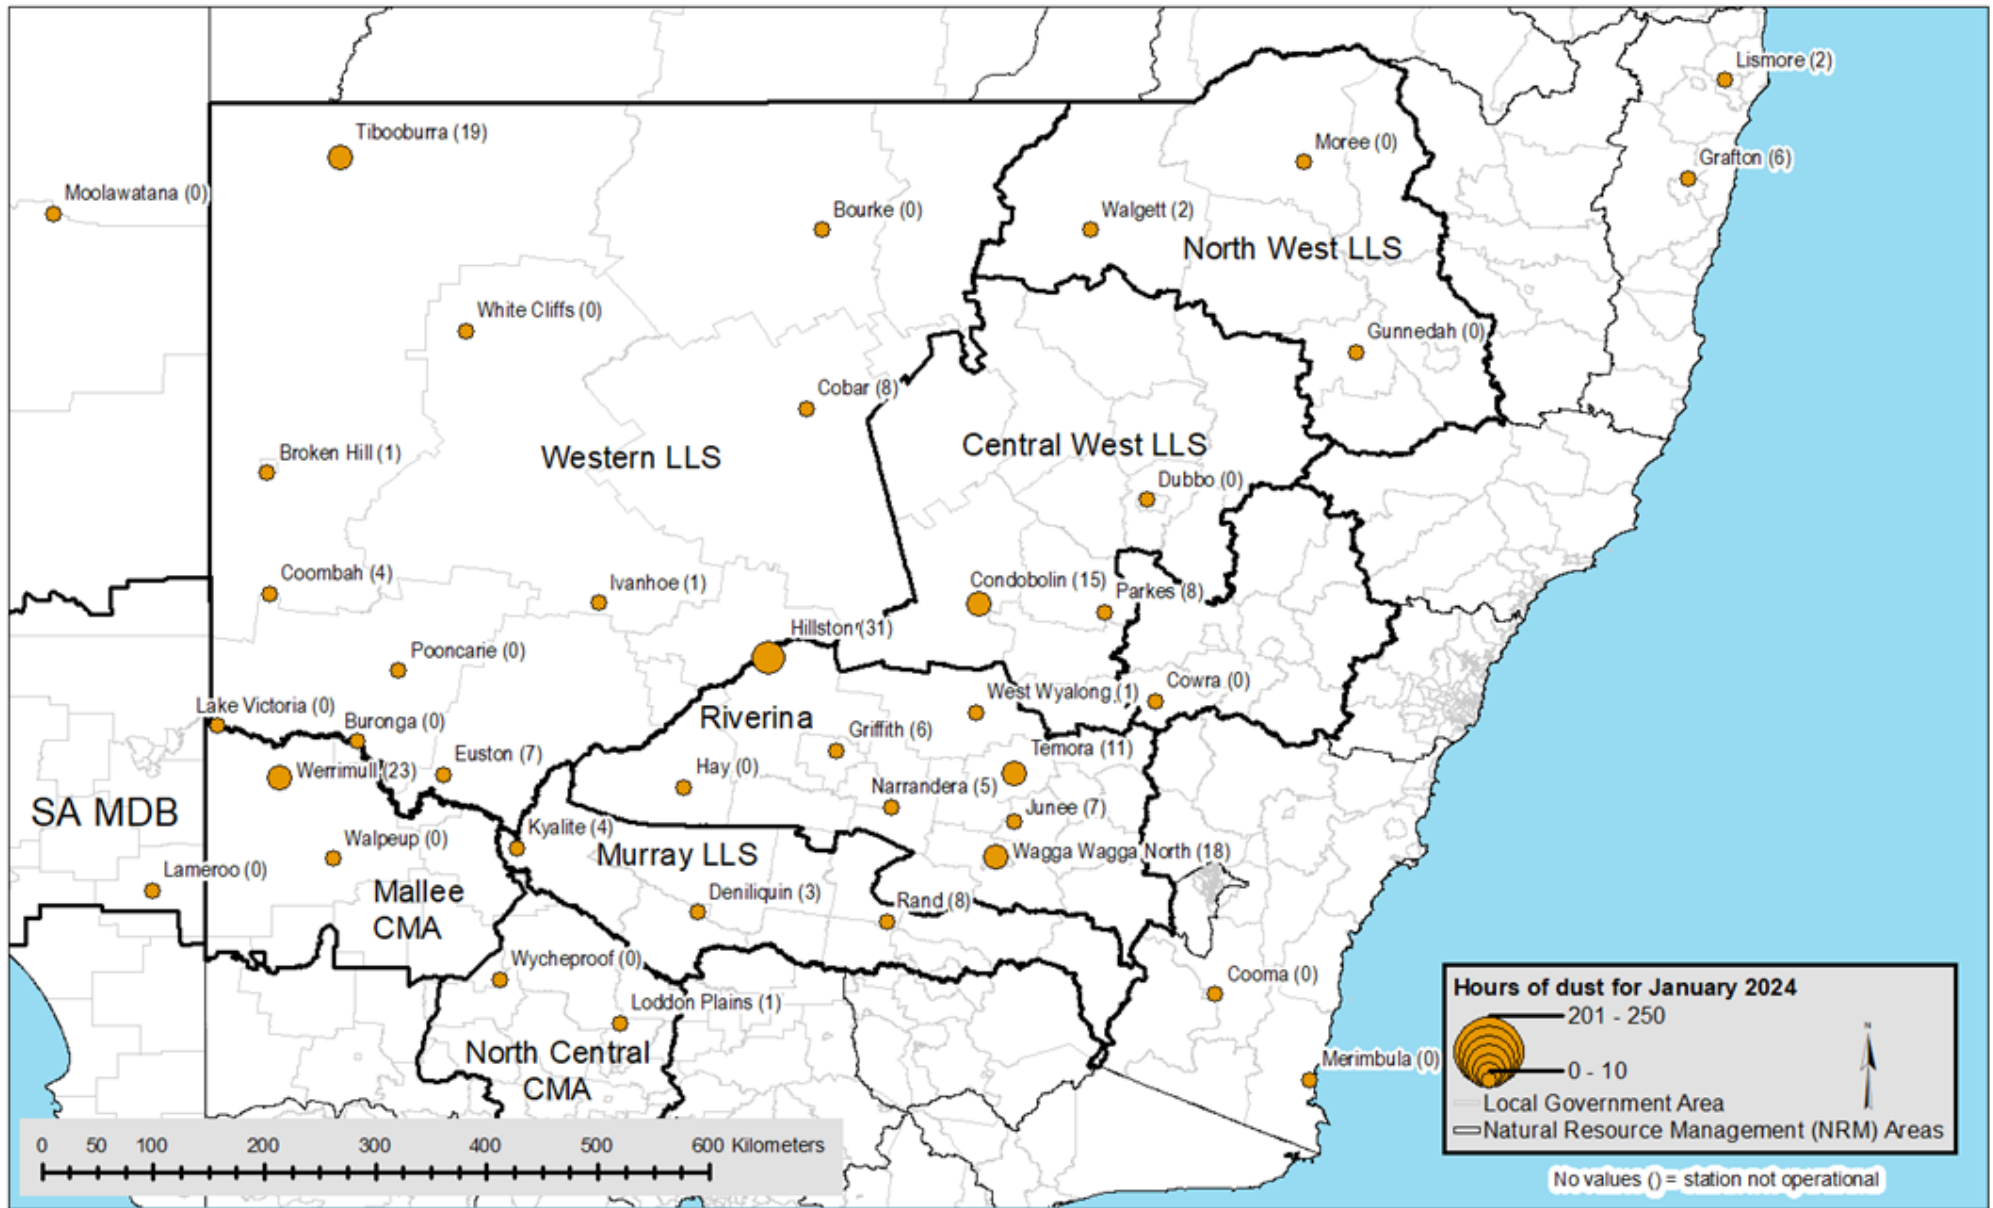 Lismore (2)
Tibooburra (19)
Moree (0)
Grafton (6)
Moolawatana (0)
Bourke (0)
Walgett (2)
North West LLS
White Cliffs (0)
Gunnedah (0)
Cobar (8)
Central West LLS
Broken Hill (1)
Western LLS
Dubbo (0)
Coombah (4)
Ivanhoe (1)
Condobolin (15)
Parkes (8)
Hillston (31)
Pooncarie (0)
Cowra (0)
West Wyalong (1)
Lake Victoria (0)
Buronga (0)
Riverina
Griffith (6)
Temora (11)
Euston (7)
Werrimull (23)
Hay (0)
Narrandera (5)
SA MDB
Junee (7)
Kyalite (4)
Walpeup (0)
Murray LLS
Wagga Wagga North (18)
Lameroo (0)
Mallee
CMA
Deniliquin (3)
Rand (8)
Wycheproof (0)
Cooma (0)
Loddon Plains (1)
North Central
CMA
Merimbula (0)
Hours of dust for January 2024
201 - 250
0 - 10
N
Local Government Area
Natural Resource Management (NRM) Areas
No values () = station not operational
0 50 100 200 300 400 500 600 Kilometers